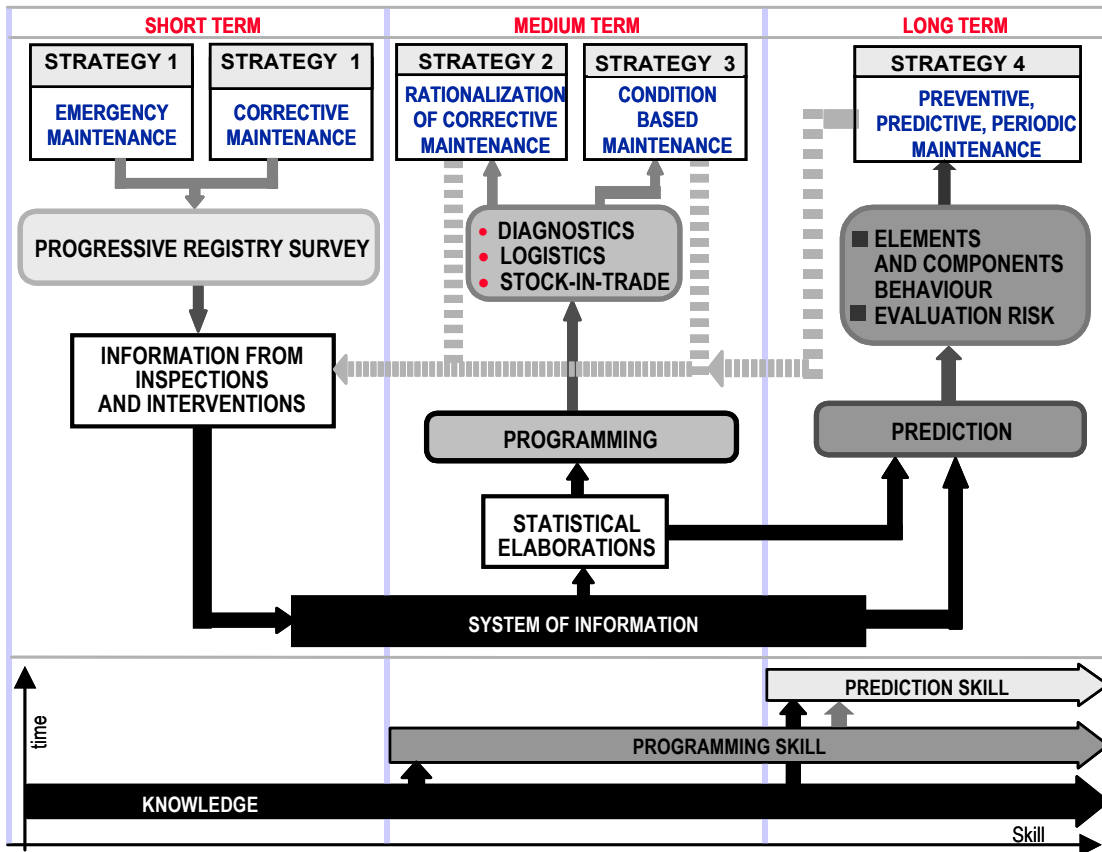 SHORT TERM
MEDIUM TERM
LONG TERM
STRATEGY 1
EMERGENCY
MAINTENANCE
STRATEGY 1
CORRECTIVE
MAINTENANCE
STRATEGY 2
RATIONALIZATION
OF CORRECTIVE
MAINTENANCE
STRATEGY 3
CONDITION
BASED
MAINTENANCE
STRATEGY 4
PREVENTIVE,
PREDICTIVE, PERIODIC
MAINTENANCE
PROGRESSIVE REGISTRY SURVEY
• DIAGNOSTICS
• LOGISTICS
• STOCK-IN-TRADE
■ ELEMENTS
AND COMPONENTS
BEHAVIOUR
■ EVALUATION RISK
INFORMATION FROM
INSPECTIONS
AND INTERVENTIONS
PROGRAMMING
PREDICTION
STATISTICAL
ELABORATIONS
SYSTEM OF INFORMATION
time
PREDICTION SKILL
PROGRAMMING SKILL
KNOWLEDGE
Skill